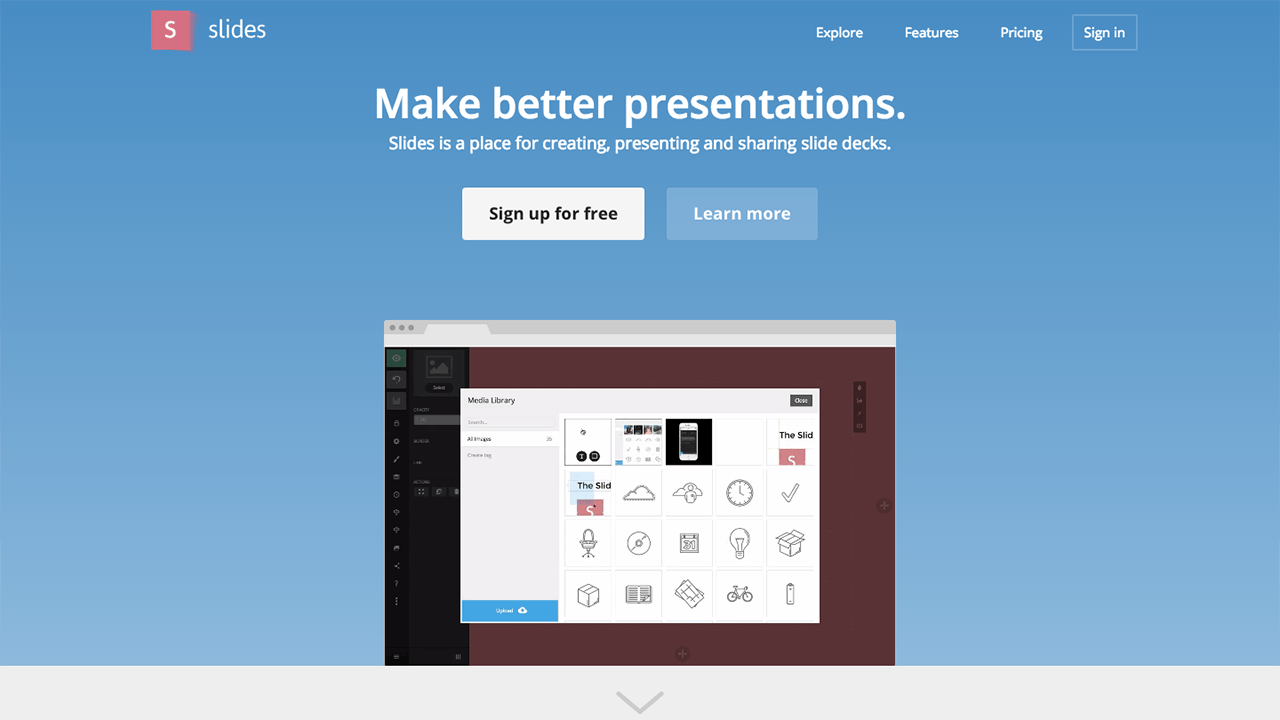 S slides
Explore Features Pricing Sign in
Make better presentations.
Slides is a place for creating, presenting and sharing slide decks.
Sign up for free Learn more
Select
OPACITY
BORDER
LINK
ACTIONS
Media Library
Close
Search...
All Images
Create tag
T
The Slid
S
The Slid
S
31
Upload
?